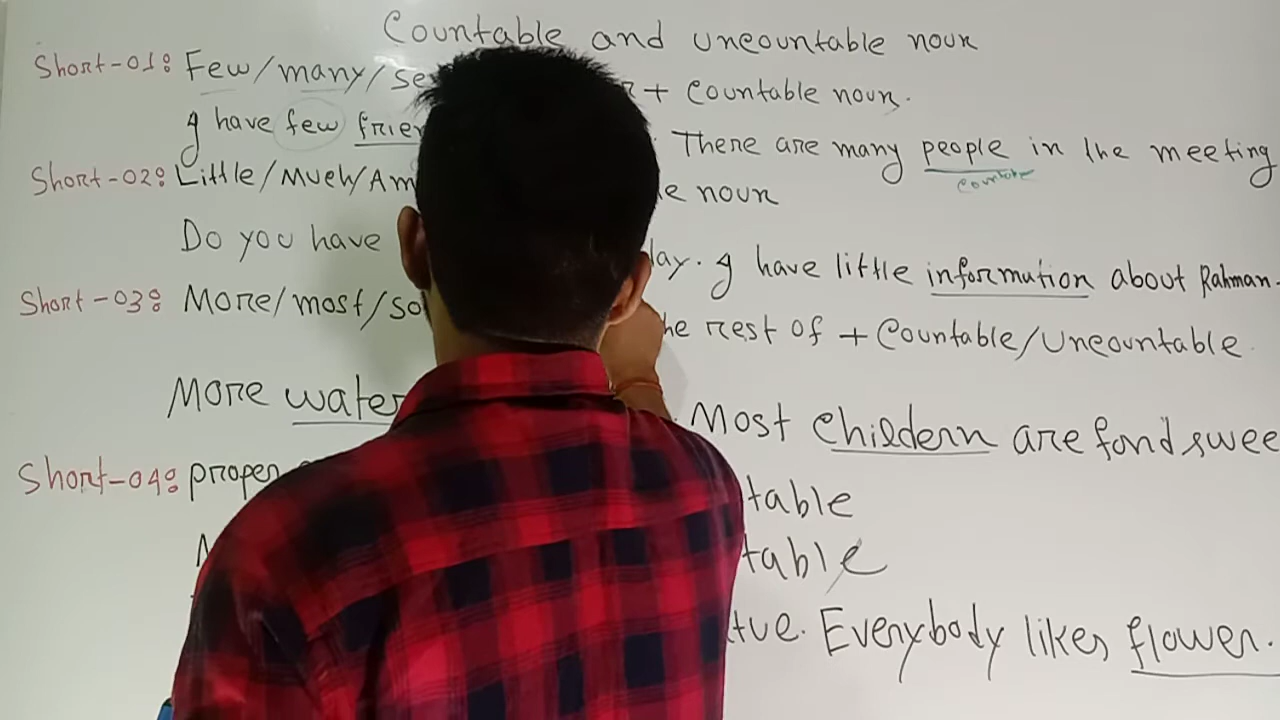 Countable and uncountable noun
Short-01: Few/many/se + Countable noun.
I have few frien There are many people in the meeting
Countable
Short-02: Little/Much/Am le noun
Do you have day. I have little information about Rahman.
Short-03: More/most/so the rest of + Countable/Uncountable.
More water Most childern are fond swee
Short-04: proper table
table
tue. Everybody likes flower.